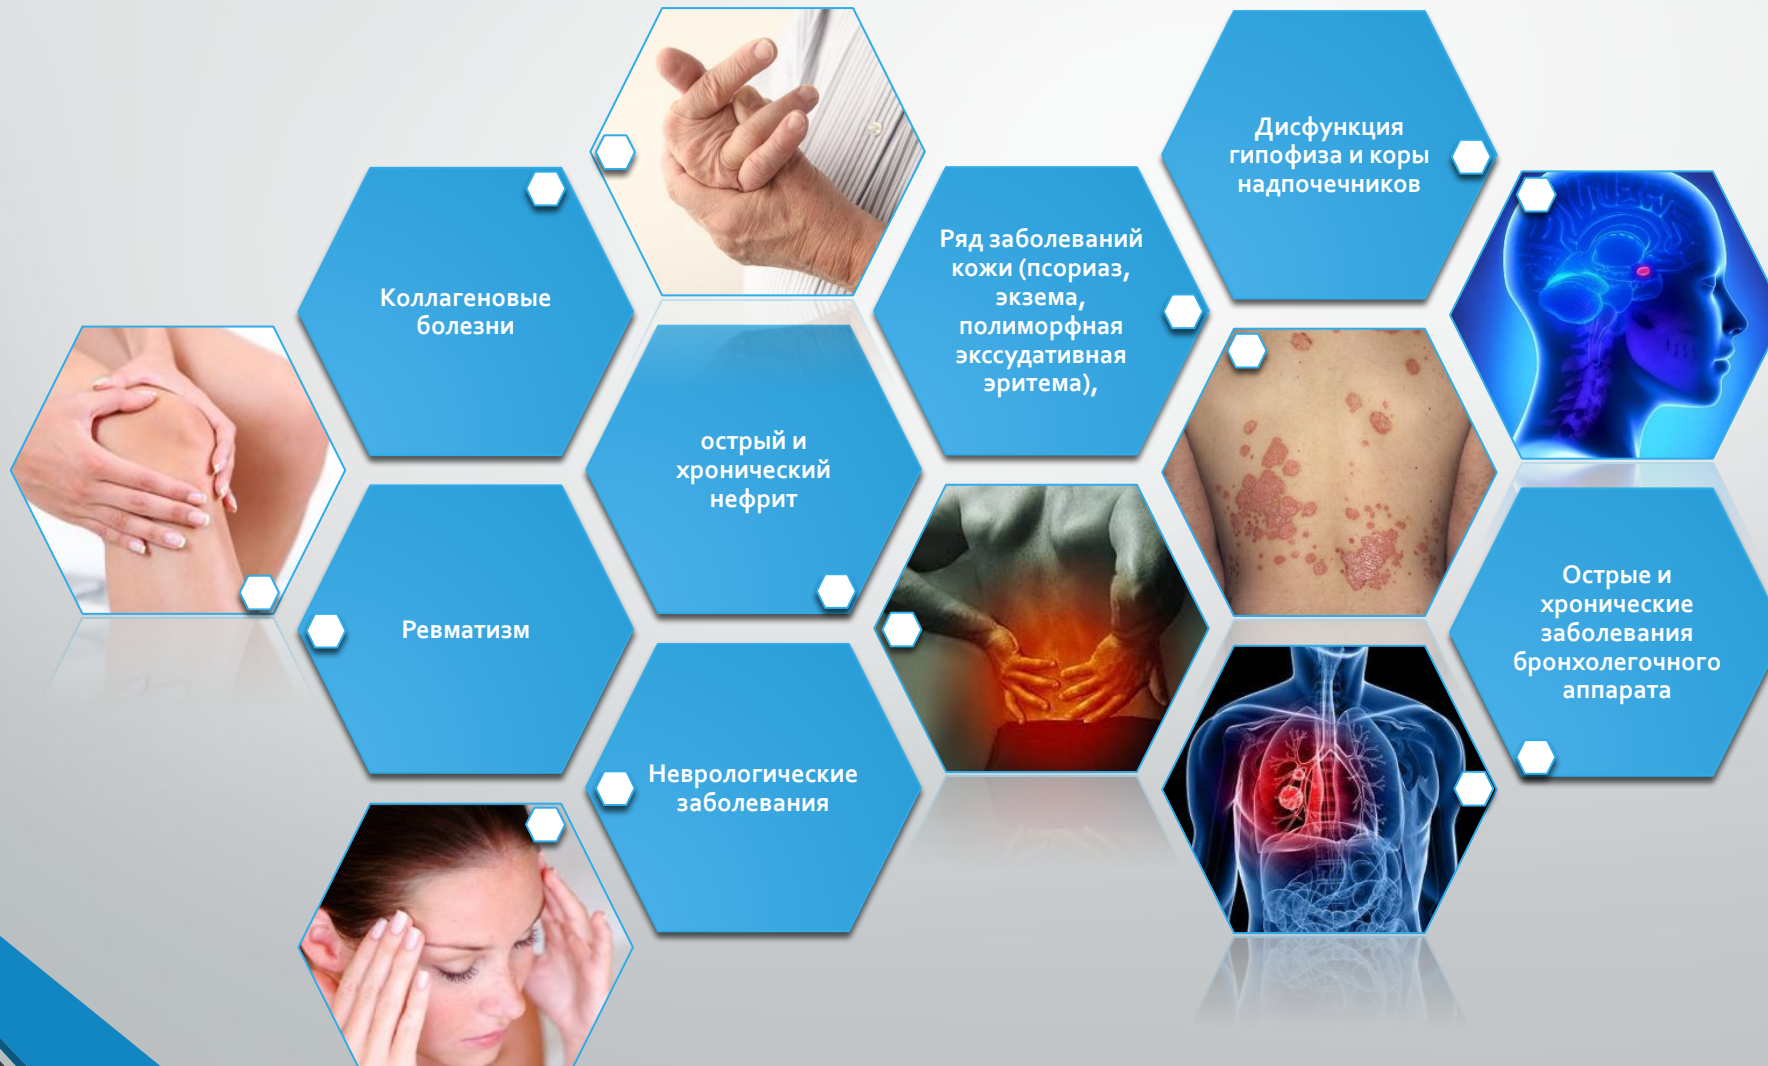 Коллагеновые
болезни
Ревматизм
острый и
хронический
нефрит
Неврологические
заболевания
Ряд заболеваний
кожи (псориаз,
экзема,
полиморфная
экссудативная
эритема),
Дисфункция
гипофиза и коры
надпочечников
Острые и
хронические
заболевания
бронхолегочного
аппарата